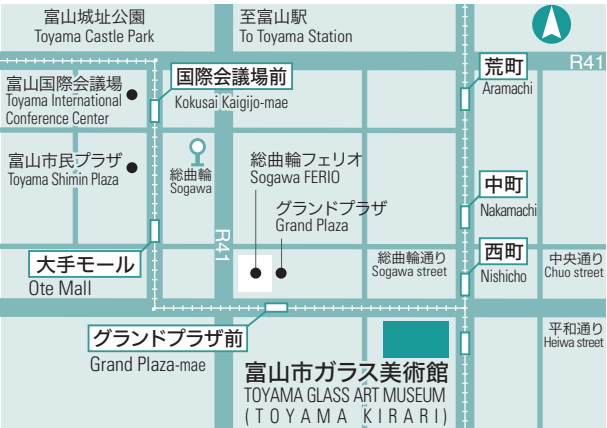 富山城址公園
Toyama Castle Park
至富山駅
To Toyama Station
R41
富山国際会議場
Toyama International
Conference Center
国際会議場前
Kokusai Kaigijo-mae
荒町
Aramachi
富山市民プラザ
Toyama Shimin Plaza
総曲輪
Sogawa
総曲輪フェリオ
Sogawa FERIO
グランドプラザ
Grand Plaza
中町
Nakamachi
R41
大手モール
Ote Mall
総曲輪通り
Sogawa street
西町
Nishicho
中央通り
Chuo street
グランドプラザ前
Grand Plaza-mae
平和通り
Heiwa street
富山市ガラス美術館
TOYAMA GLASS ART MUSEUM
(TOYAMA KIRARI)